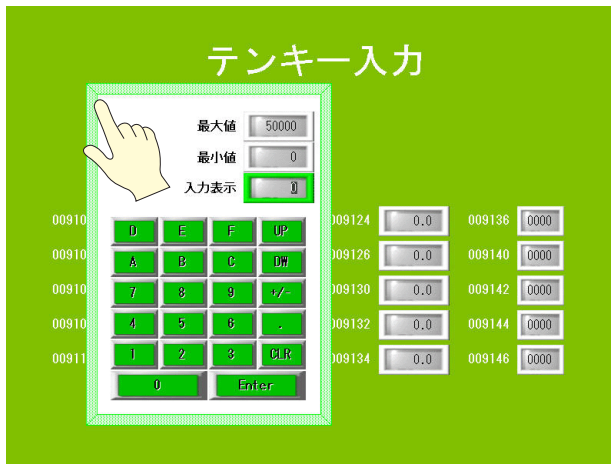 テンキー入力
最大値 50000
最小値 0
入力表示 0
00910 D E F UP 009124 0.0 009136 0000
00910 A B C DW 009126 0.0 009140 0000
00910 7 8 9 +/- 009130 0.0 009142 0000
00910 4 5 6 . 009132 0.0 009144 0000
00911 1 2 3 CLR 009134 0.0 009146 0000
0 Enter